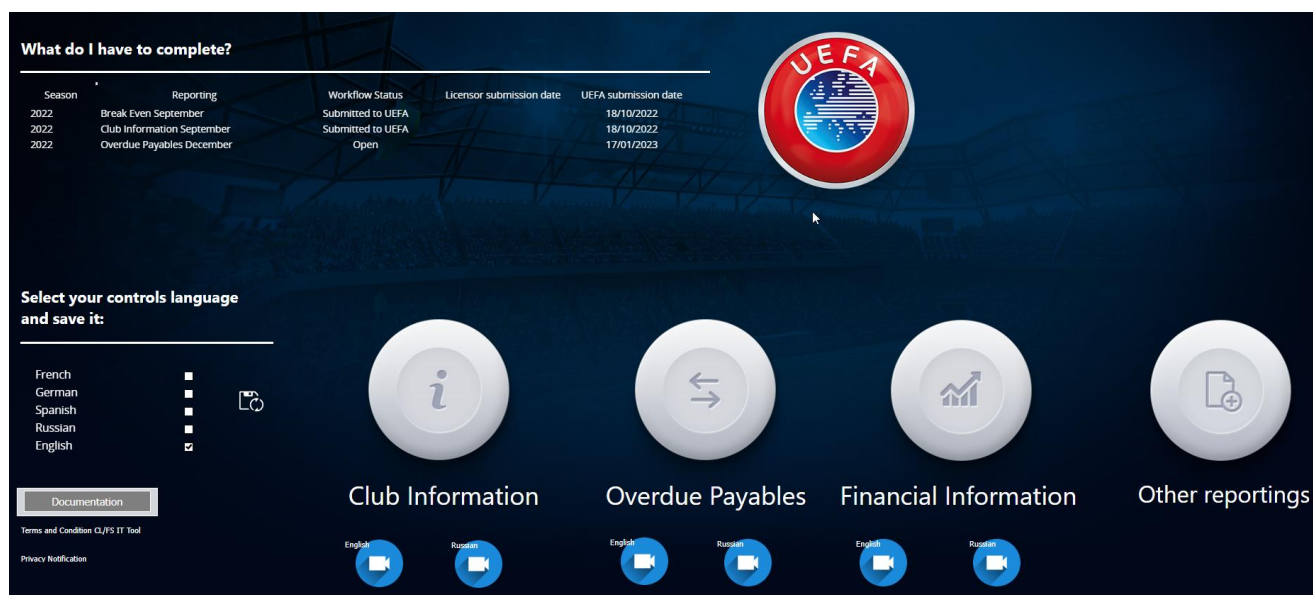 What do I have to complete?
Season Reporting Workflow Status Licensor submission date UEFA submission date
2022 Break Even September Submitted to UEFA 18/10/2022
2022 Club Information September Submitted to UEFA 18/10/2022
2022 Overdue Payables December Open 17/01/2023
UEFA
Select your controls language
and save it:
French
German
Spanish
Russian
English
Club Information Overdue Payables Financial Information Other reportings
Documentation
Terms and Condition CL/FS IT Tool
Privacy Notification
English Russian English Russian English Russian